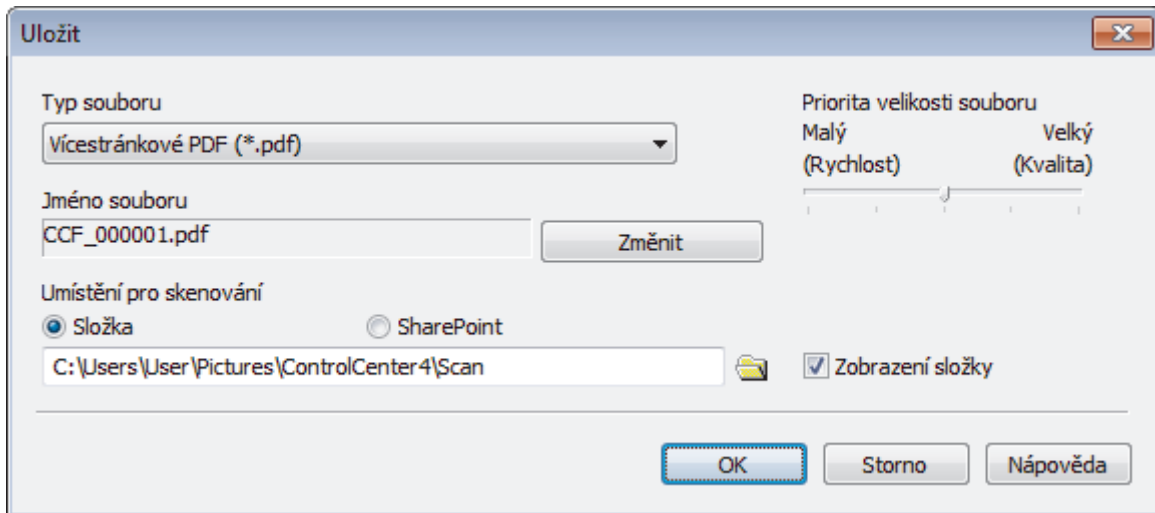 Uložit
Typ souboru
Vícestránkové PDF (*.pdf)
Priorita velikosti souboru
Malý Velký
(Rychlost) (Kvalita)
Jméno souboru
CCF_000001.pdf
Změnit
Umístění pro skenování
Složka SharePoint
C:\Users\User\Pictures\ControlCenter4\Scan
Zobrazení složky
OK Storno Nápověda